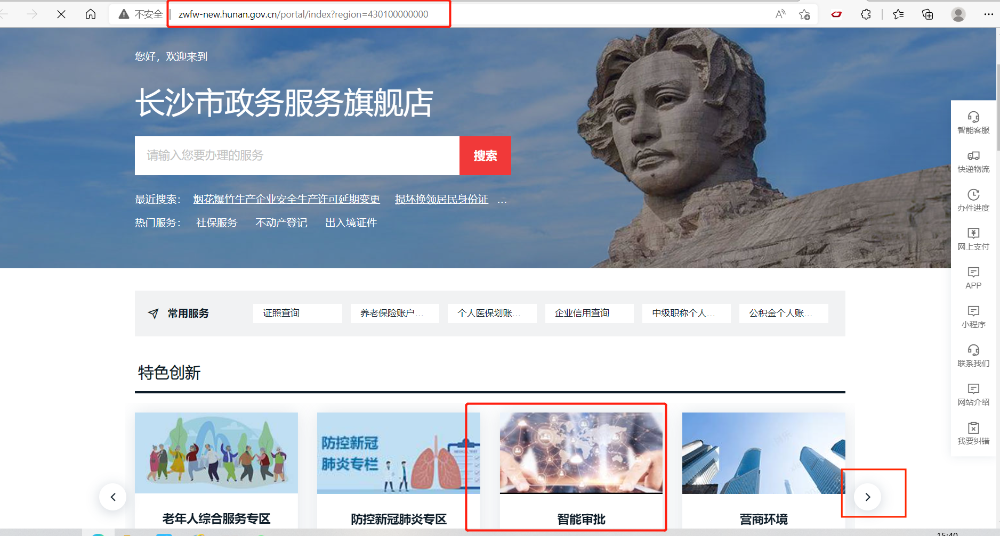 不安全 zwfw-new.hunan.gov.cn/portal/index?region=430100000000
您好，欢迎来到
长沙市政务服务旗舰店
请输入您要办理的服务 搜索
最近搜索： 烟花爆竹生产企业安全生产许可延期变更 损坏换领居民身份证 ...
热门服务： 社保服务 不动产登记 出入境证件
智能客服
快递物流
办件进度
网上支付
APP
小程序
联系我们
网站介绍
我要纠错
常用服务 证照查询 养老保险账户... 个人医保划账... 企业信用查询 中级职称个人... 公积金个人账...
特色创新
防控新冠
肺炎专栏
老年人综合服务专区 防控新冠肺炎专区 智能审批 营商环境
15:40